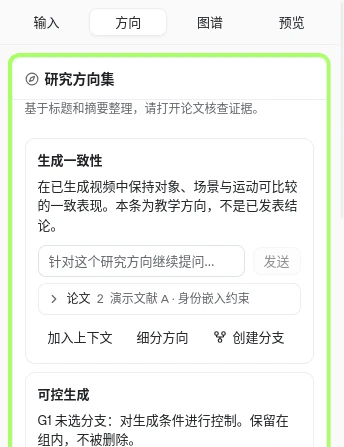 输入 方向 图谱 预览
研究方向集
基于标题和摘要整理，请打开论文核查证据。
生成一致性
在已生成视频中保持对象、场景与运动可比较
的一致表现。本条为教学方向，不是已发表结
论。
针对这个研究方向继续提问... 发送
论文 2 演示文献 A · 身份嵌入约束
加入上下文 细分方向 创建分支
可控生成
G1 未选分支：对生成条件进行控制。保留在
组内，不被删除。